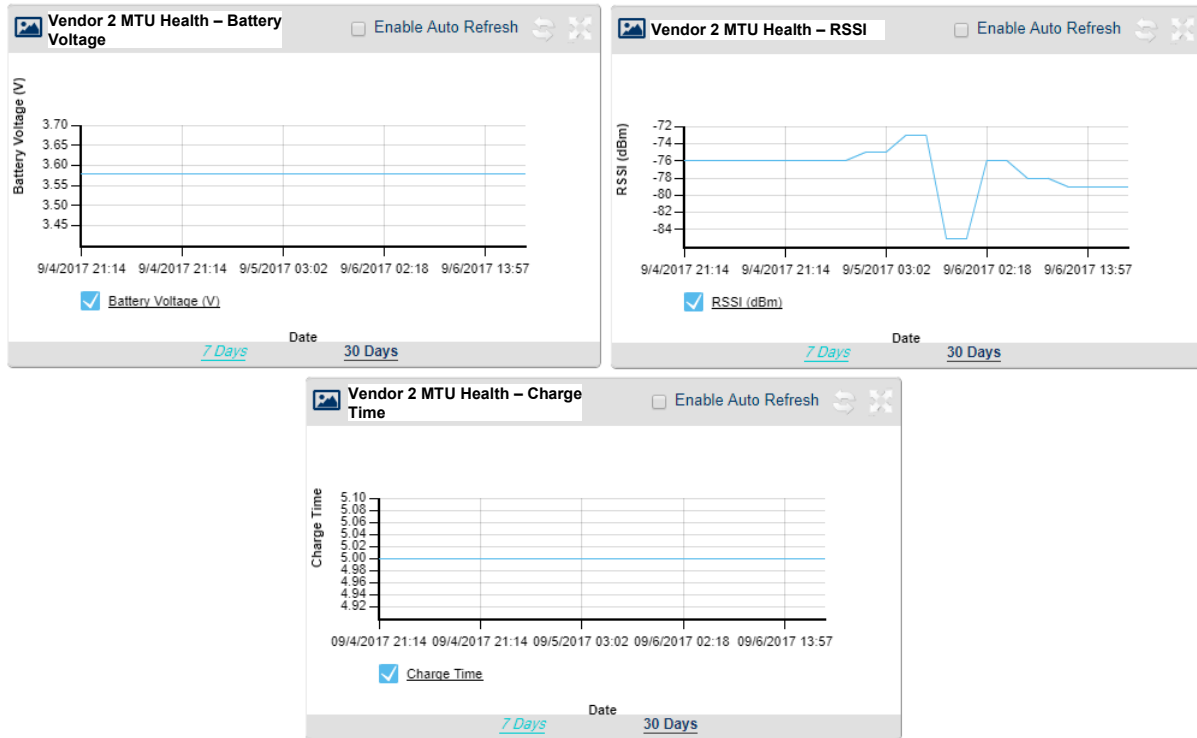 Vendor 2 MTU Health – Battery
Voltage
Enable Auto Refresh
Battery Voltage (V)
3.70
3.65
3.60
3.55
3.50
3.45
9/4/2017 21:14 9/4/2017 21:14 9/5/2017 03:02 9/6/2017 02:18 9/6/2017 13:57
Battery Voltage (V)
Date
7 Days 30 Days
Vendor 2 MTU Health – RSSI
Enable Auto Refresh
RSSI (dBm)
-72
-74
-76
-78
-80
-82
-84
9/4/2017 21:14 9/4/2017 21:14 9/5/2017 03:02 9/6/2017 02:18 9/6/2017 13:57
RSSI (dBm)
Date
7 Days 30 Days
Vendor 2 MTU Health – Charge
Time
Enable Auto Refresh
Charge Time
5.10
5.08
5.06
5.04
5.02
5.00
4.98
4.96
4.94
4.92
09/4/2017 21:14 09/4/2017 21:14 09/5/2017 03:02 09/6/2017 02:18 09/6/2017 13:57
Charge Time
Date
7 Days 30 Days